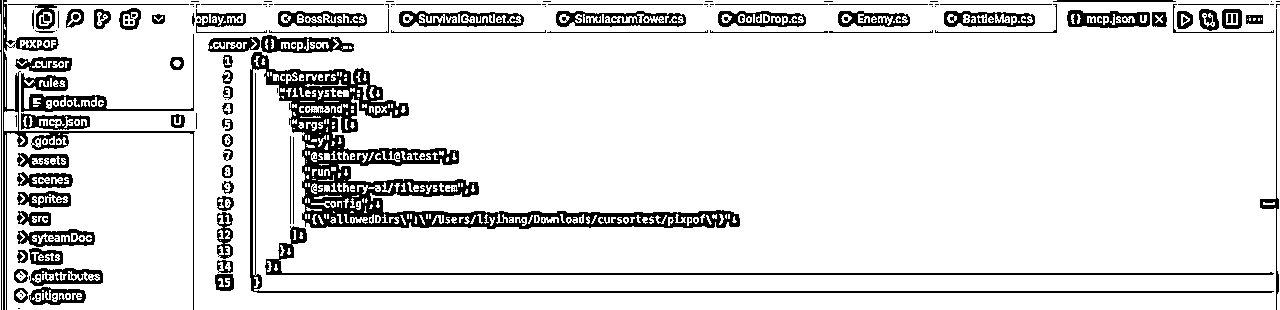 oplay.md BossRush.cs SurvivalGauntlet.cs SimulacrumTower.cs GoldDrop.cs Enemy.cs BattleMap.cs {} mcp.json U
PIXPOF
.cursor
rules
godot.mdc
{} mcp.json U
.godot
assets
scenes
sprites
src
syteamDoc
Tests
.gitattributes
.gitignore
.cursor > {} mcp.json > ...
1 {
2 "mcpServers": {
3 "filesystem": {
4 "command": "npx",
5 "args": [
6 "-y",
7 "@smithery/cli@latest",
8 "run",
9 "@smithery-ai/filesystem",
10 "--config",
11 "{\"allowedDirs\":\"/Users/liyihang/Downloads/cursortest/pixpof\"}"
12 ]
13 }
14 }
15 }